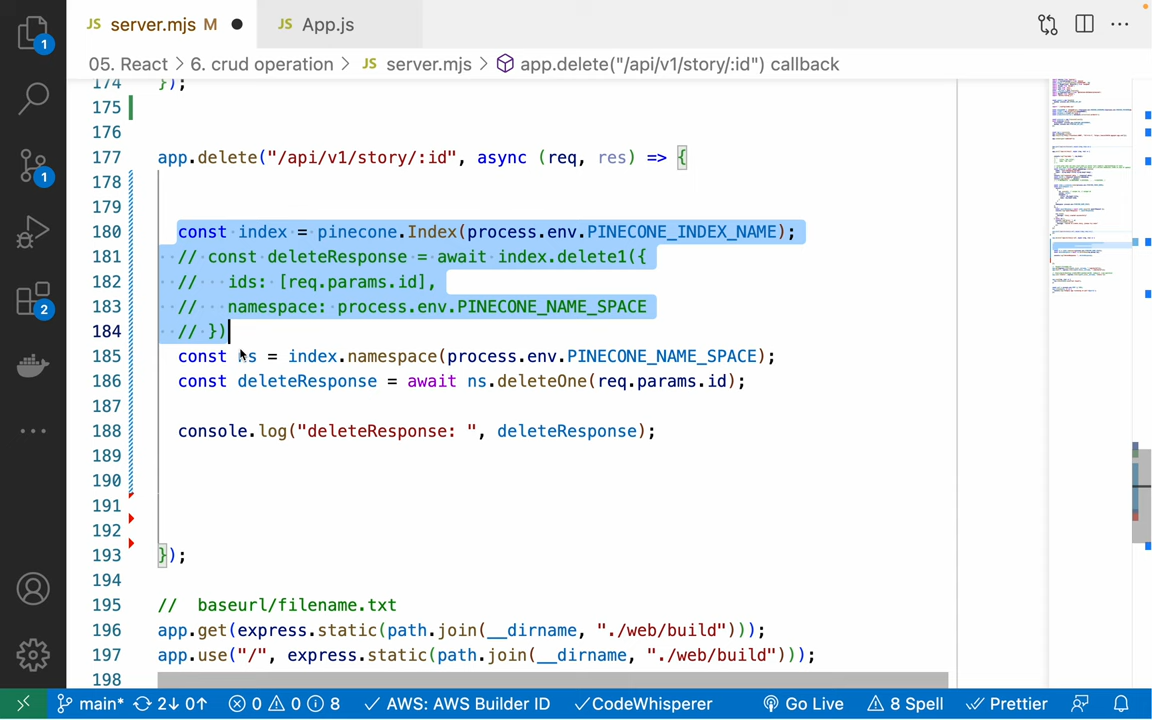 JS server.mjs M ● JS App.js
05. React > 6. crud operation > JS server.mjs > app.delete("/api/v1/story/:id") callback
174 });
175
176
177 app.delete("/api/v1/story/:id", async (req, res) => {
178
179
180 const index = pinecone.Index(process.env.PINECONE_INDEX_NAME);
181 // const deleteResponse = await index.delete1({
182 // ids: [req.params.id],
183 // namespace: process.env.PINECONE_NAME_SPACE
184 // })
185 const ns = index.namespace(process.env.PINECONE_NAME_SPACE);
186 const deleteResponse = await ns.deleteOne(req.params.id);
187
188 console.log("deleteResponse: ", deleteResponse);
189
190
191
192
193 });
194
195 // baseurl/filename.txt
196 app.get(express.static(path.join(__dirname, "./web/build")));
197 app.use("/", express.static(path.join(__dirname, "./web/build")));
198
1
1
2
main* 2↓ 0↑ 0 0 8 AWS: AWS Builder ID CodeWhisperer Go Live 8 Spell Prettier